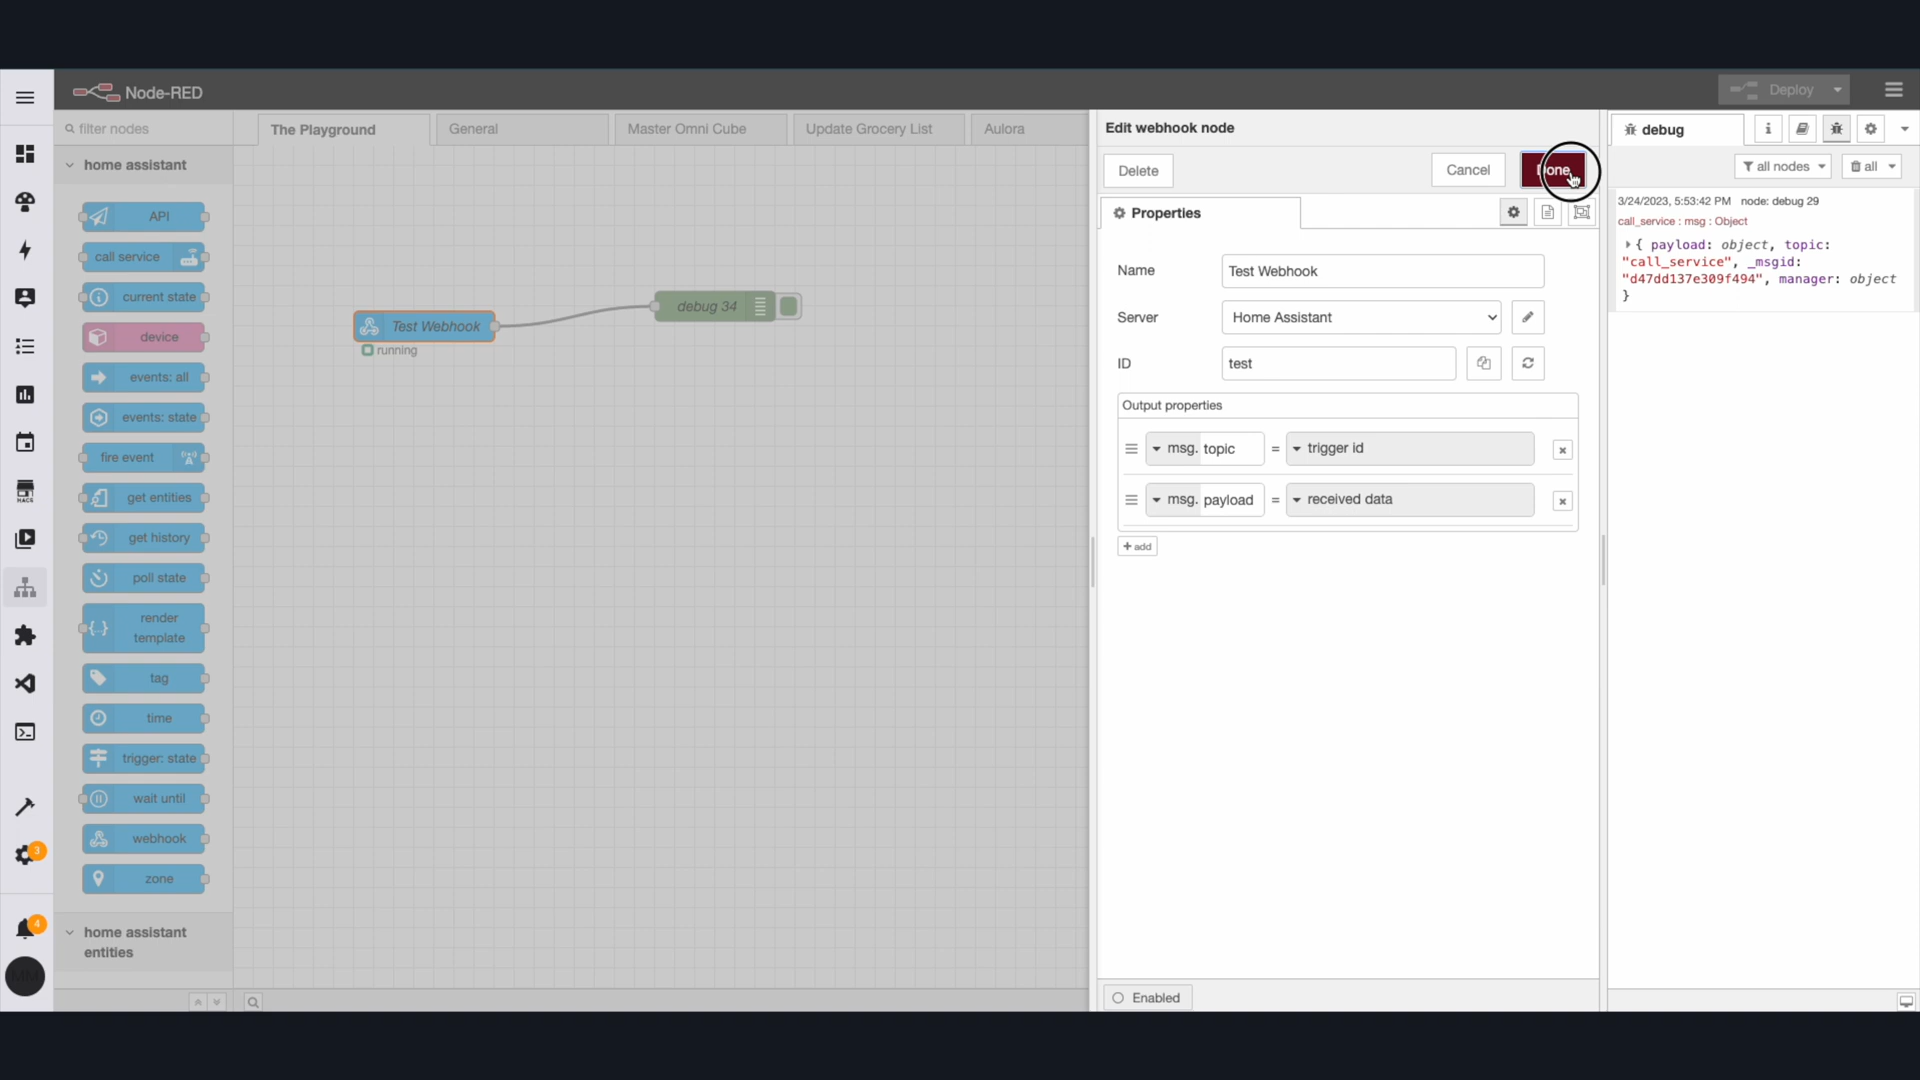 Node-RED
Deploy
filter nodes
The Playground
General
Master Omni Cube
Update Grocery List
Aulora
home assistant
API
call service
current state
device
events: all
events: state
fire event
get entities
get history
poll state
render
template
tag
time
trigger: state
wait until
webhook
zone
home assistant
entities
HACS
3
4
Test Webhook
running
debug 34
Edit webhook node
Delete
Cancel
Done
Properties
Name
Test Webhook
Server
Home Assistant
ID
test
Output properties
msg. topic = trigger id
msg. payload = received data
+ add
Enabled
debug
all nodes
all
3/24/2023, 5:53:42 PM node: debug 29
call_service : msg : Object
{ payload: object, topic:
"call_service", _msgid:
"d47dd137e309f494", manager: object
}